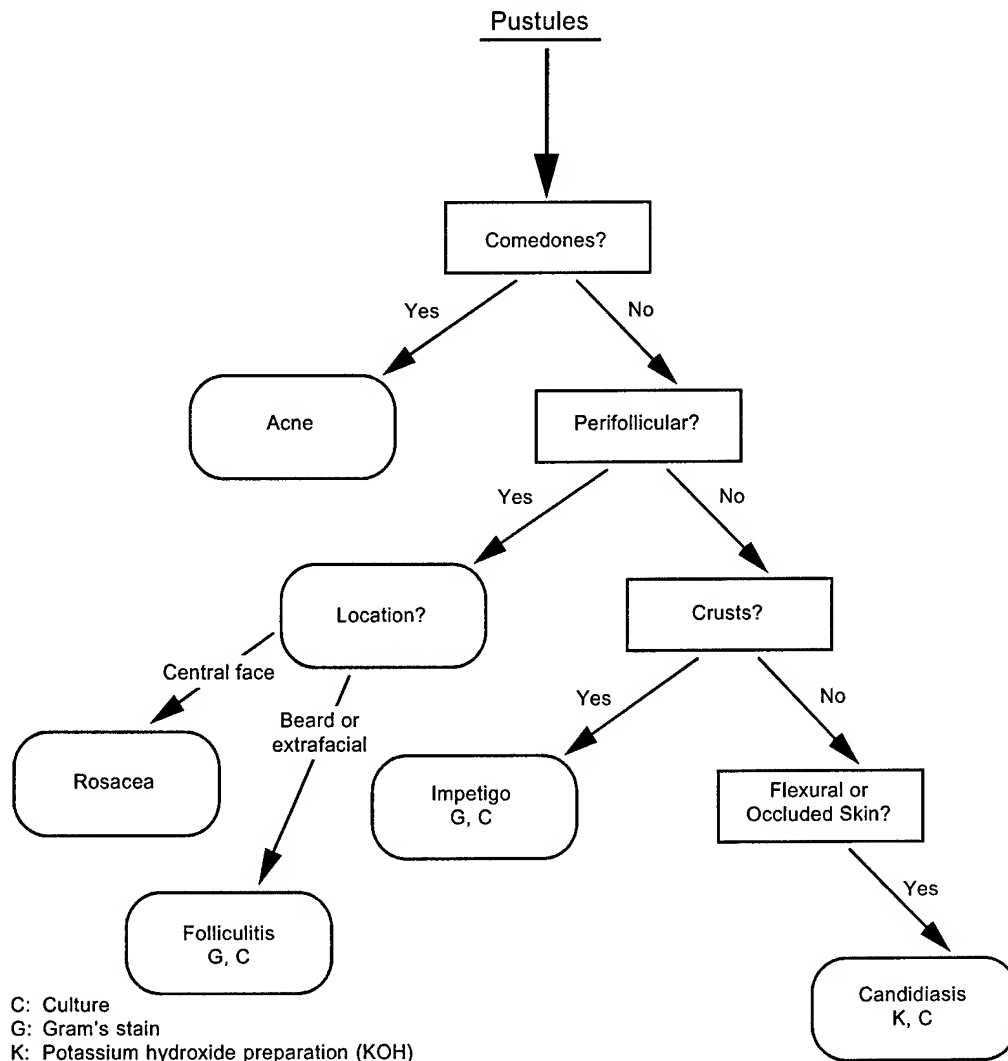 Pustules
Comedones?
Yes
No
Acne
Perifollicular?
Yes
No
Location?
Crusts?
Central face
Yes
No
Beard or
extrafacial
Rosacea
Impetigo
G, C
Flexural or
Occluded Skin?
Yes
Folliculitis
G, C
Candidiasis
K, C
C: Culture
G: Gram's stain
K: Potassium hydroxide preparation (KOH)